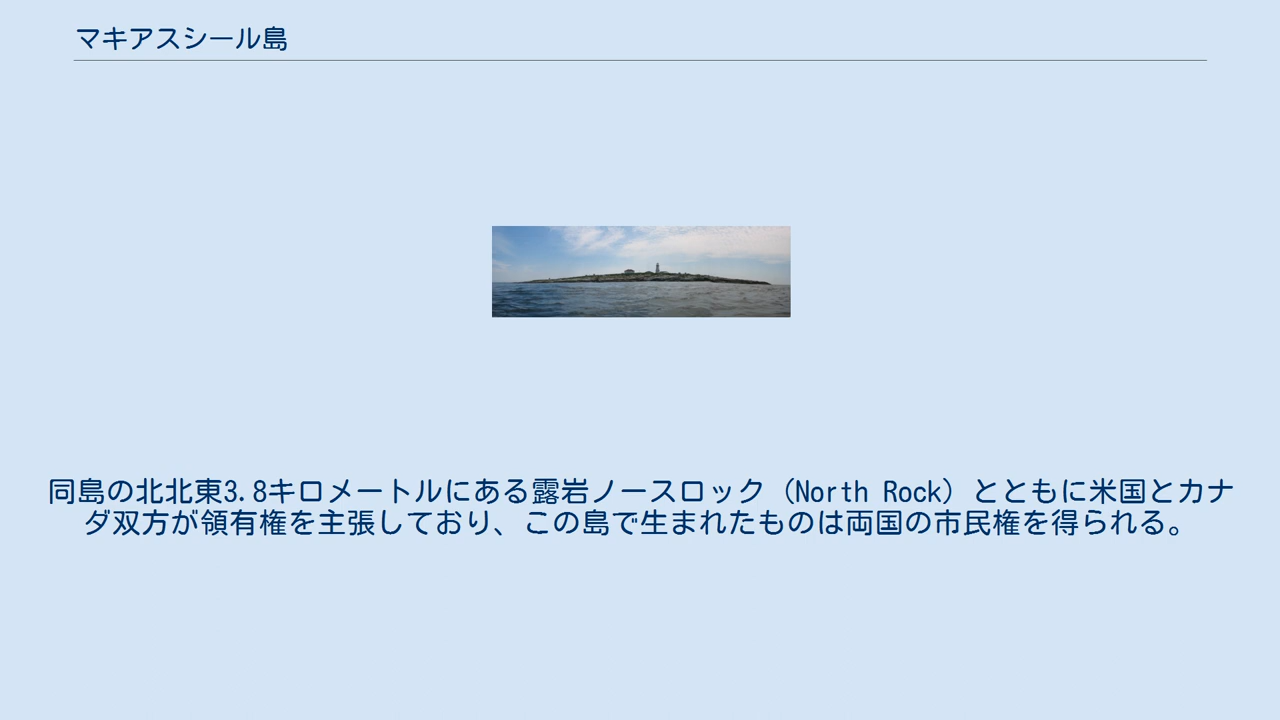 マキアスシール島
同島の北北東3.8キロメートルにある露岩ノースロック（North Rock）とともに米国とカナ
ダ双方が領有権を主張しており、この島で生まれたものは両国の市民権を得られる。